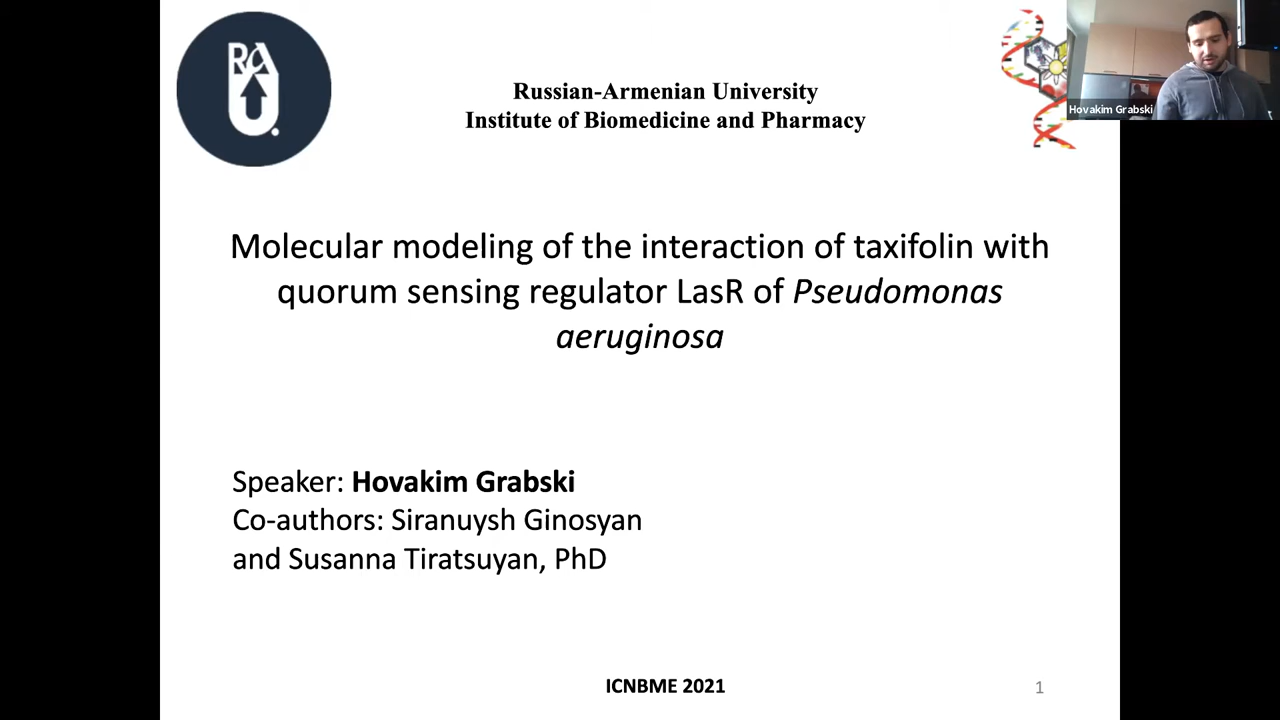 Russian-Armenian University
Institute of Biomedicine and Pharmacy
Hovakim Grabski
Molecular modeling of the interaction of taxifolin with
quorum sensing regulator LasR of Pseudomonas
aeruginosa
Speaker: Hovakim Grabski
Co-authors: Siranuysh Ginosyan
and Susanna Tiratsuyan, PhD
ICNBME 2021
1